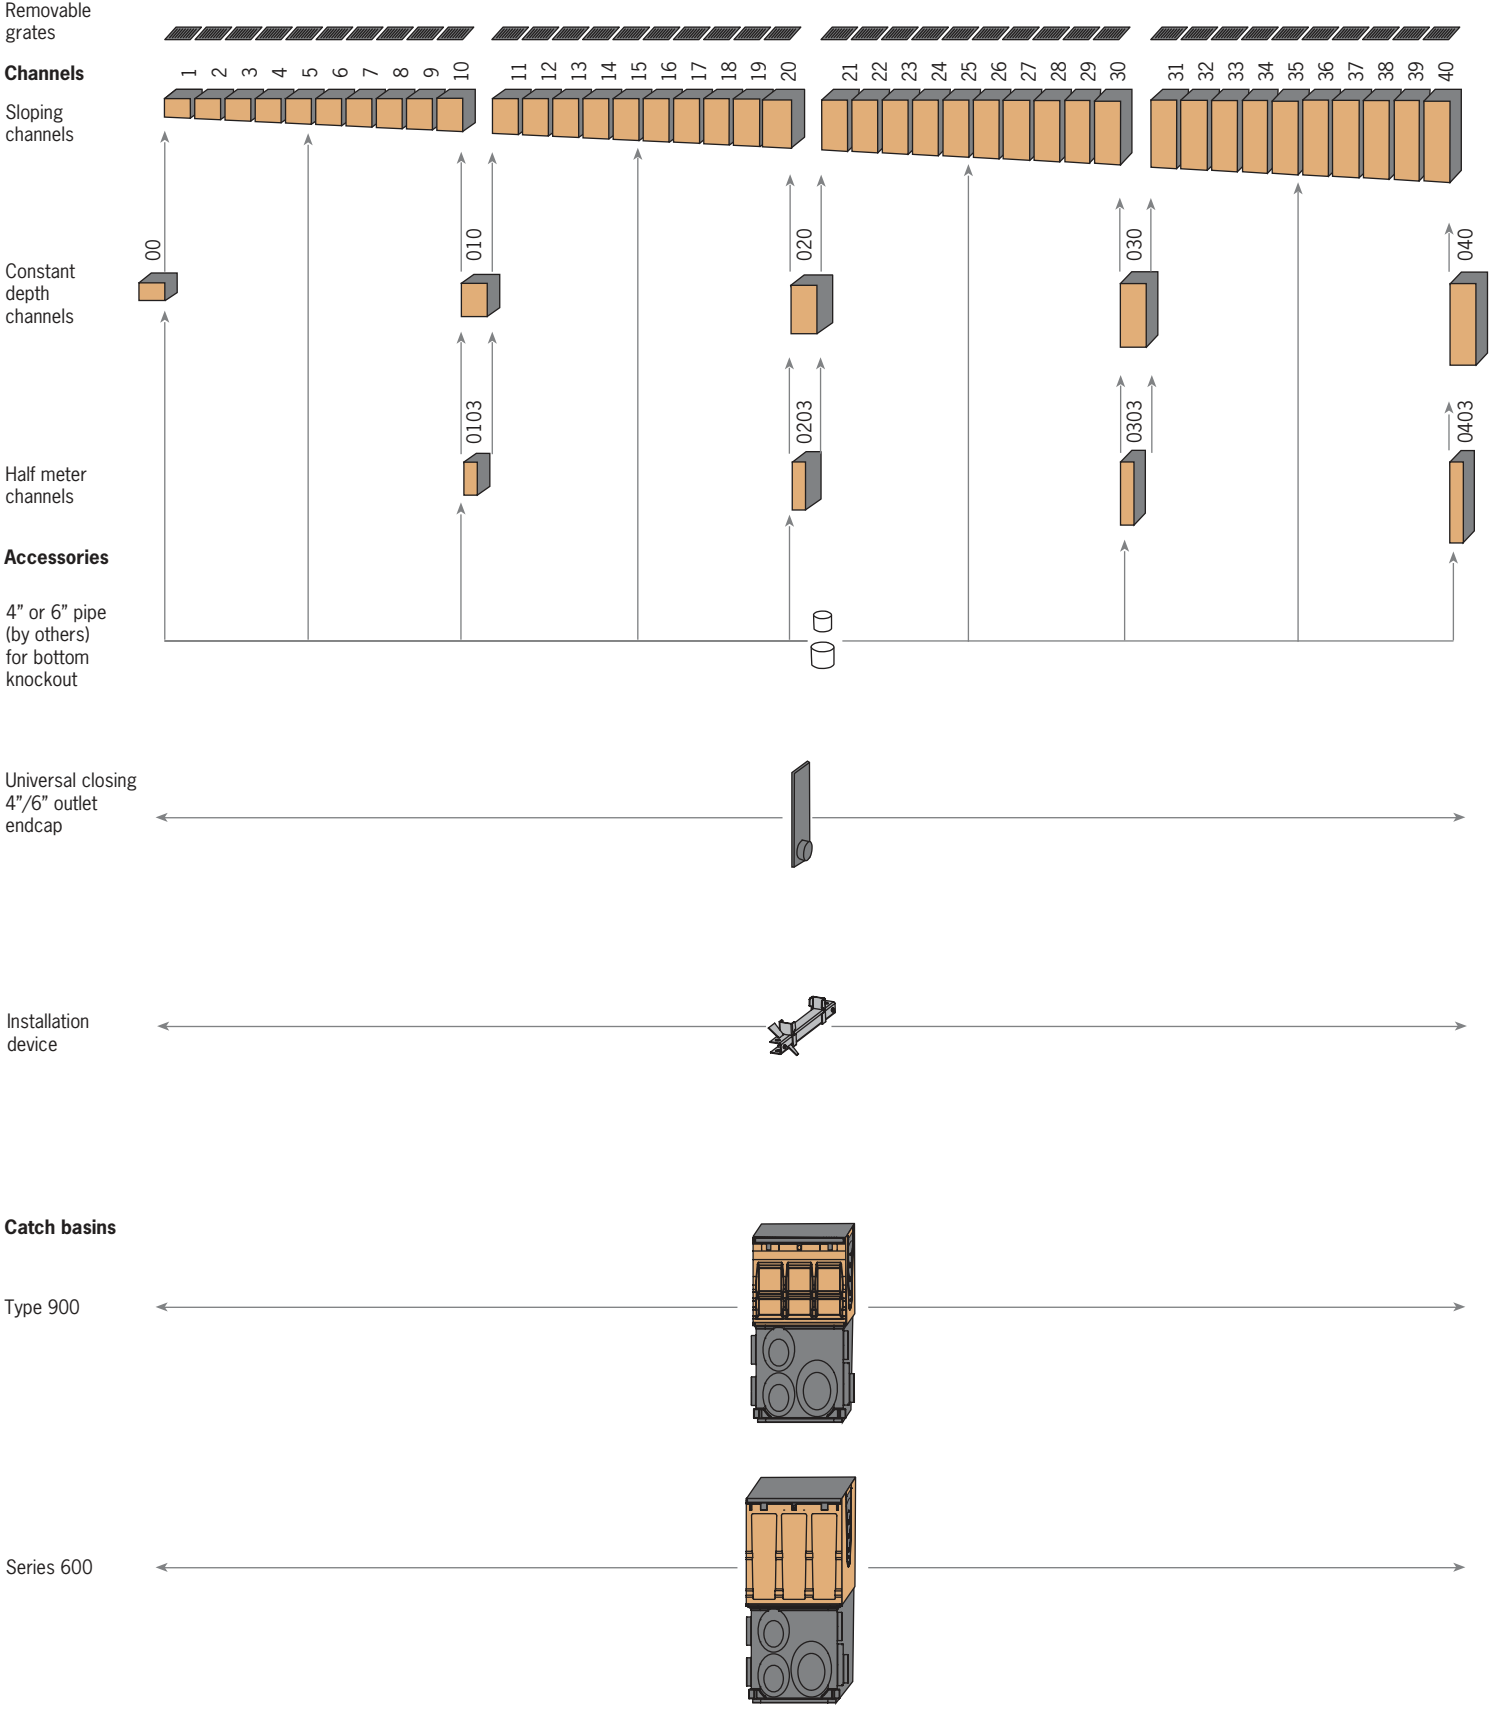 Removable
grates
Channels
1 2 3 4 5 6 7 8 9 10 11 12 13 14 15 16 17 18 19 20 21 22 23 24 25 26 27 28 29 30 31 32 33 34 35 36 37 38 39 40
Sloping
channels
00 010 020 030 040
Constant
depth
channels
0103 0203 0303 0403
Half meter
channels
Accessories
4” or 6” pipe
(by others)
for bottom
knockout
Universal closing
4”/6” outlet
endcap
Installation
device
Catch basins
Type 900
Series 600